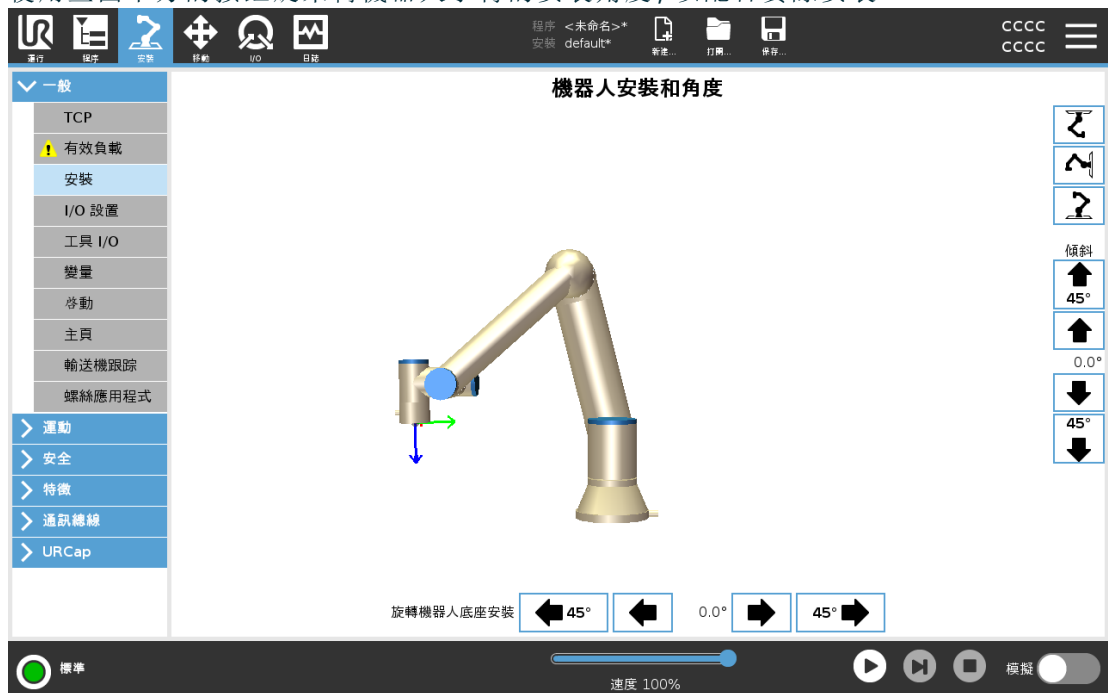 程序 <未命名>*
安裝 default*
新建...
打開...
保存...
CCCC
CCCC
UR
運行
程序
安裝
移動
I/O
日誌
一般
TCP
有效負載
安裝
I/O 設置
工具 I/O
變量
啓動
主頁
輸送機跟踪
螺絲應用程式
運動
安全
特徵
通訊總線
URCap
機器人安裝和角度
傾斜
45°
0.0°
45°
旋轉機器人底座安裝
45°
0.0°
45°
標準
速度 100%
模擬